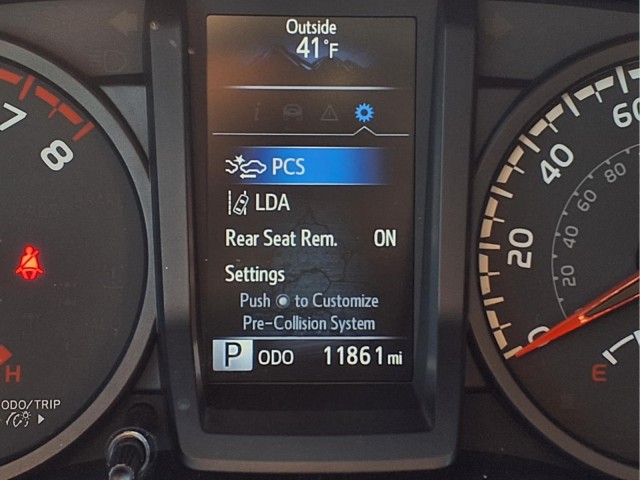 Outside
41°F
PCS
LDA
Rear Seat Rem. ON
Settings
Push ◉ to Customize
Pre-Collision System
P ODO 11861 mi
7
8
H
ODO/TRIP
0
20
40
60
20
40
60
80
E